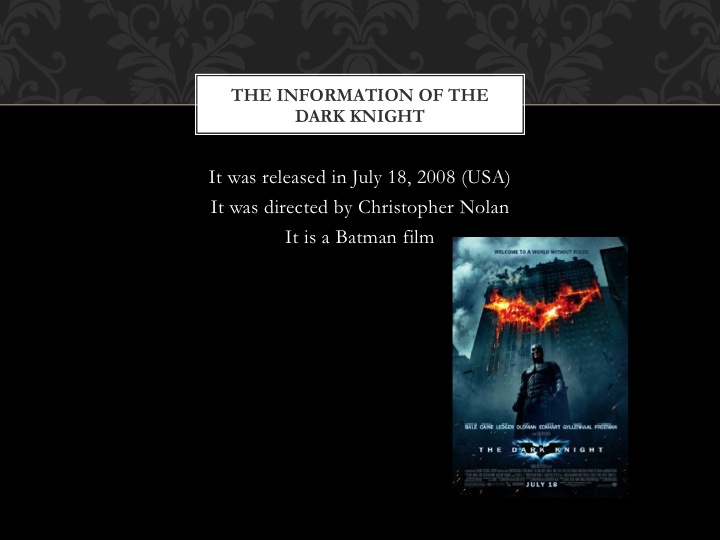 THE INFORMATION OF THE
DARK KNIGHT
It was released in July 18, 2008 (USA)
It was directed by Christopher Nolan
It is a Batman film
WELCOME TO A WORLD WITHOUT RULES.
BALE CAINE LEDGER OLDMAN ECKHART GYLLENHAAL FREEMAN
THE DARK KNIGHT
JULY 18